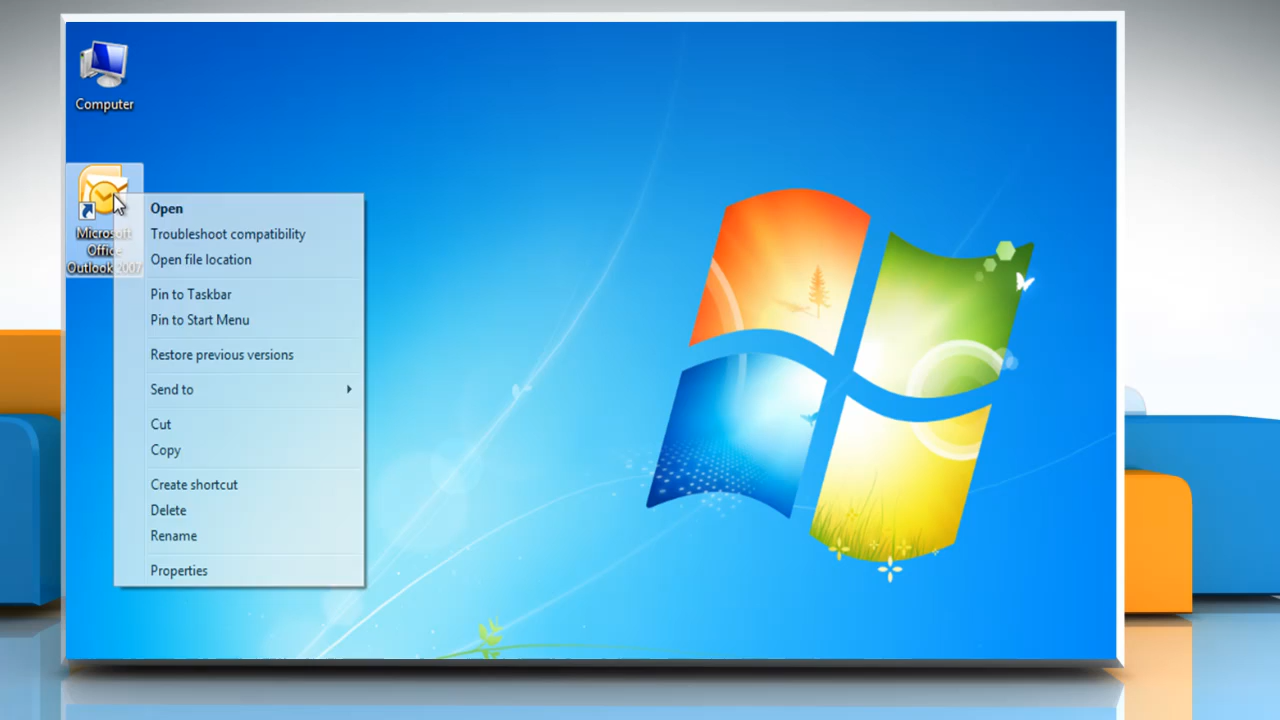 Computer
Microsoft
Office
Outlook 2007
Open
Troubleshoot compatibility
Open file location
Pin to Taskbar
Pin to Start Menu
Restore previous versions
Send to
Cut
Copy
Create shortcut
Delete
Rename
Properties